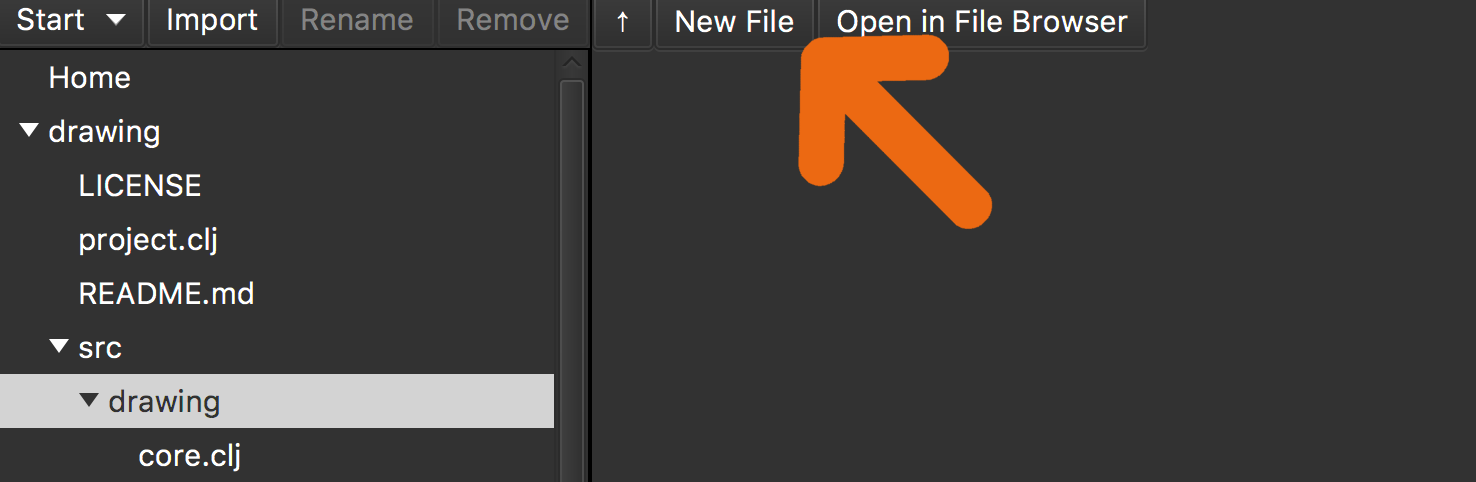 Start Import Rename Remove ↑ New File Open in File Browser
Home
drawing
LICENSE
project.clj
README.md
src
drawing
core.clj